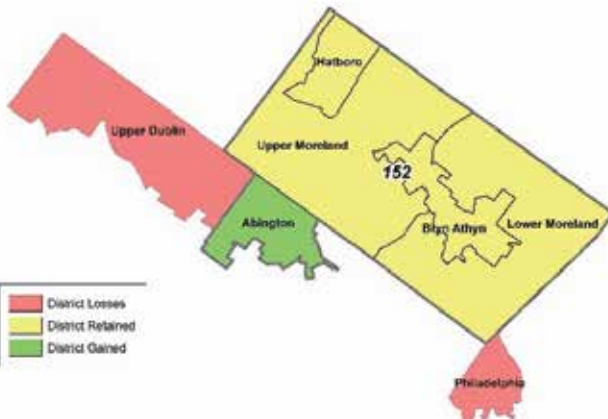 Hatboro
Upper Dublin
Upper Moreland
152
Abington
Bryn Athyn
Lower Moreland
District Losses
District Retained
District Gained
Philadelphia